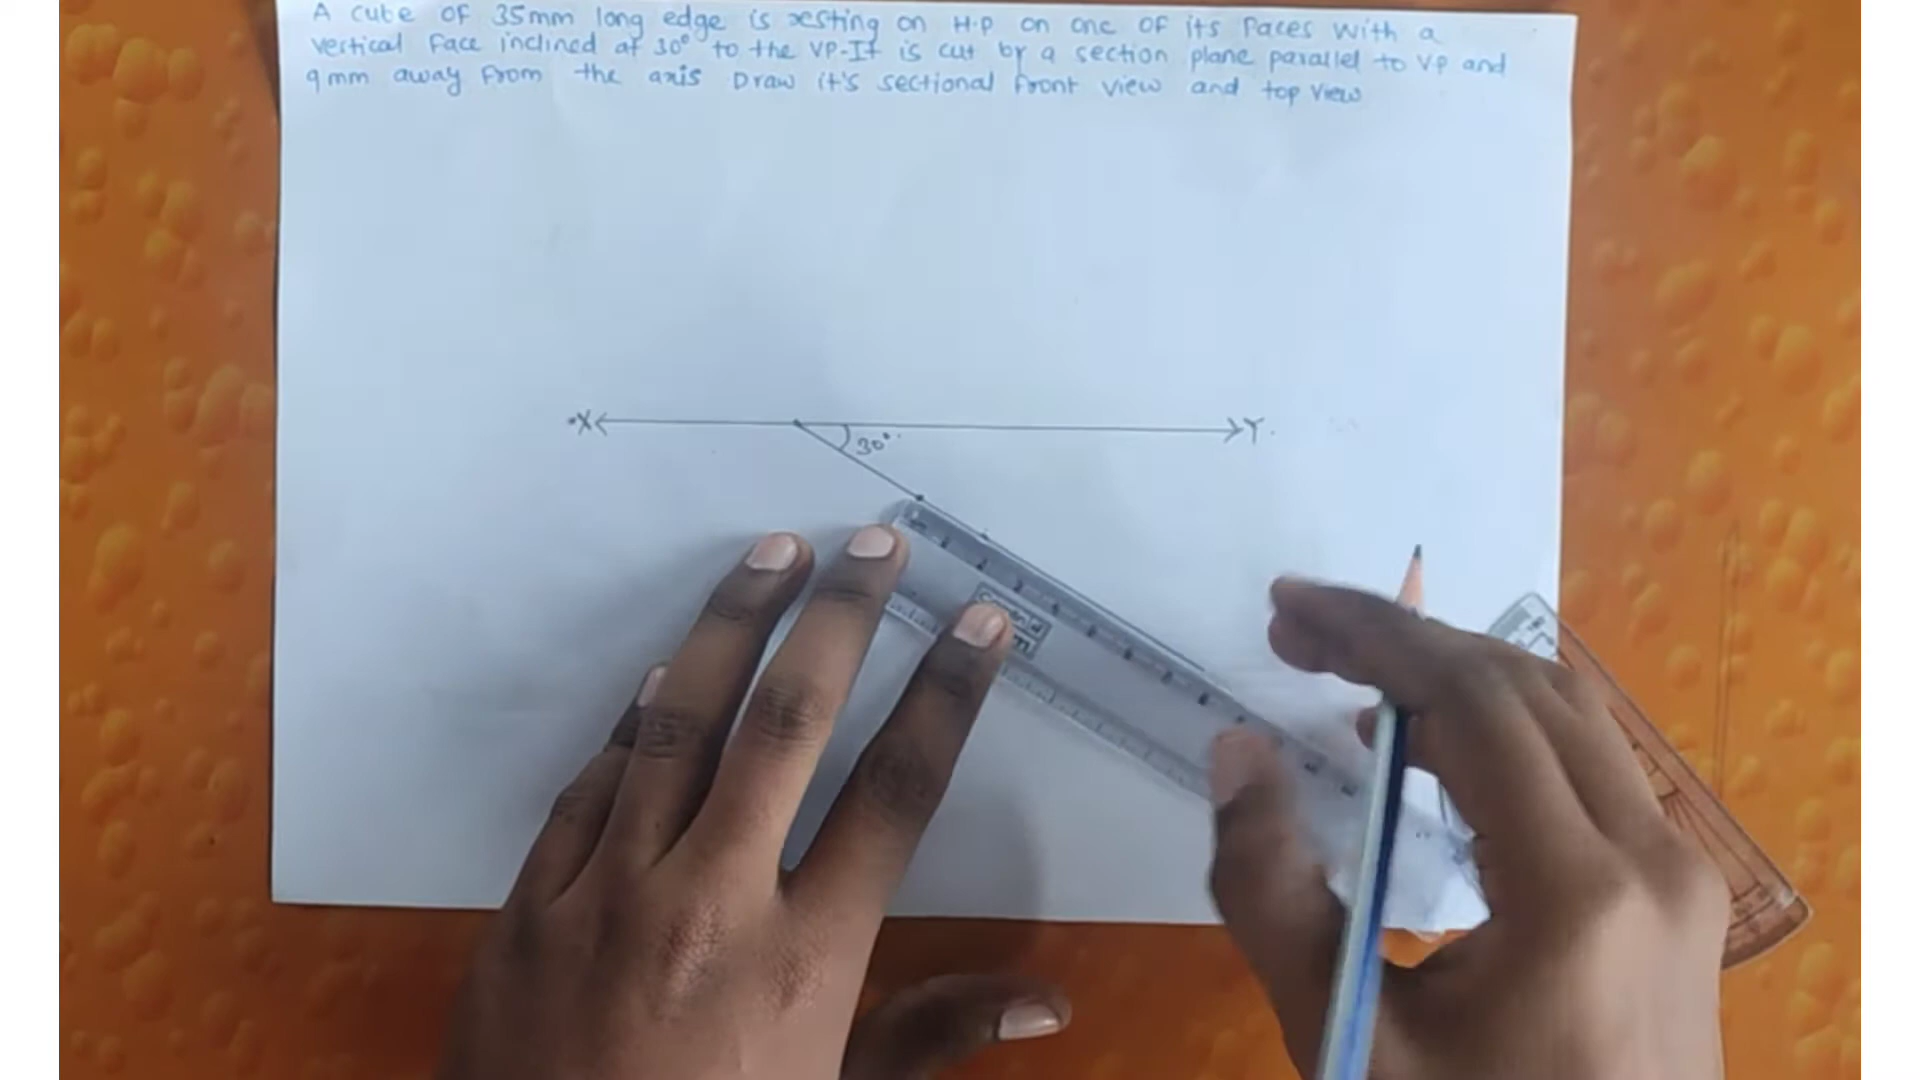 A cube of 35mm long edge is resting on H.P on one of its faces with a
vertical face inclined at 30° to the VP-It is cut by a section plane parallel to V.P and
9mm away from the axis Draw it's sectional front view and top view
X Y
30°